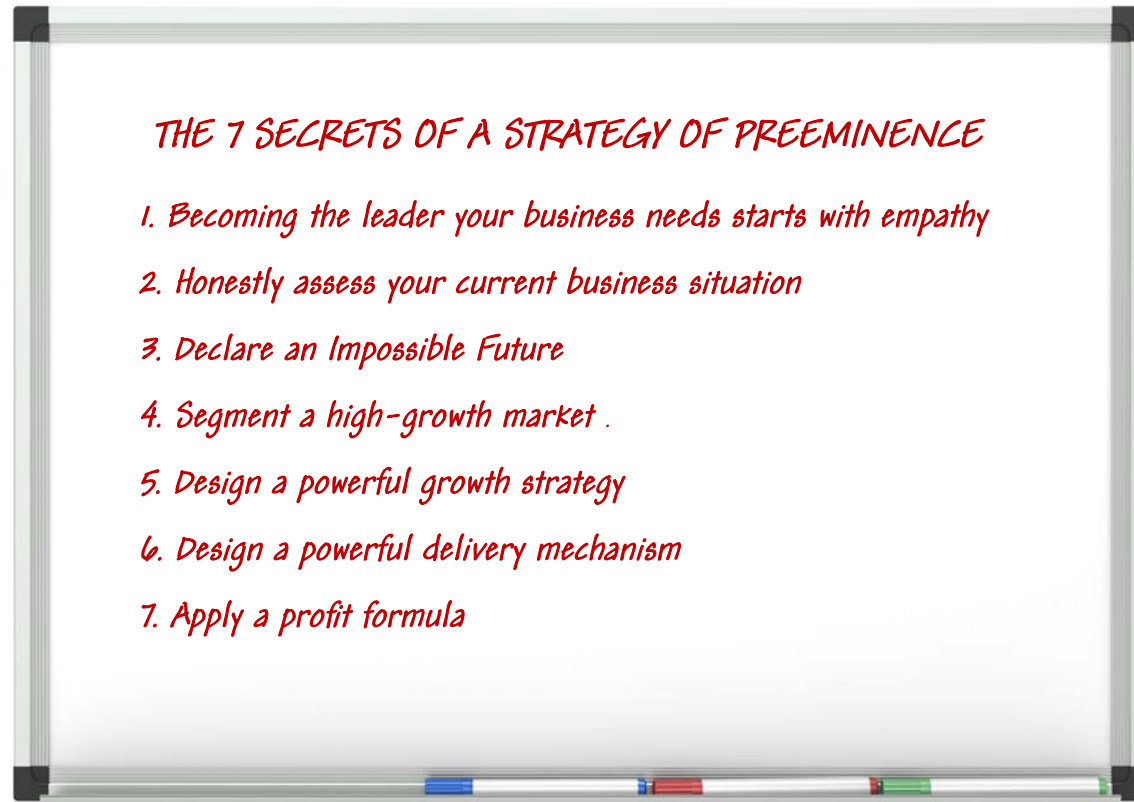 THE 7 SECRETS OF A STRATEGY OF PREEMINENCE
1. Becoming the leader your business needs starts with empathy
2. Honestly assess your current business situation
3. Declare an Impossible Future
4. Segment a high-growth market .
5. Design a powerful growth strategy
6. Design a powerful delivery mechanism
7. Apply a profit formula